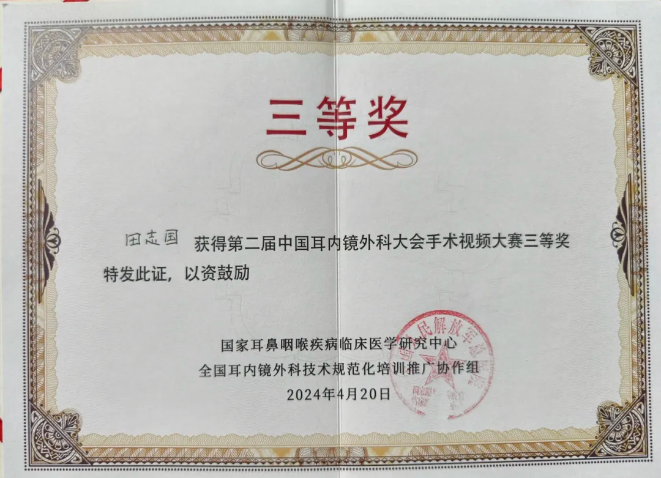 三等奖
田志国 获得第二届中国耳内镜外科大会手术视频大赛三等奖
特发此证，以资鼓励
国家耳鼻咽喉疾病临床医学研究中心
全国耳内镜外科技术规范化培训推广协作组
2024年4月20日